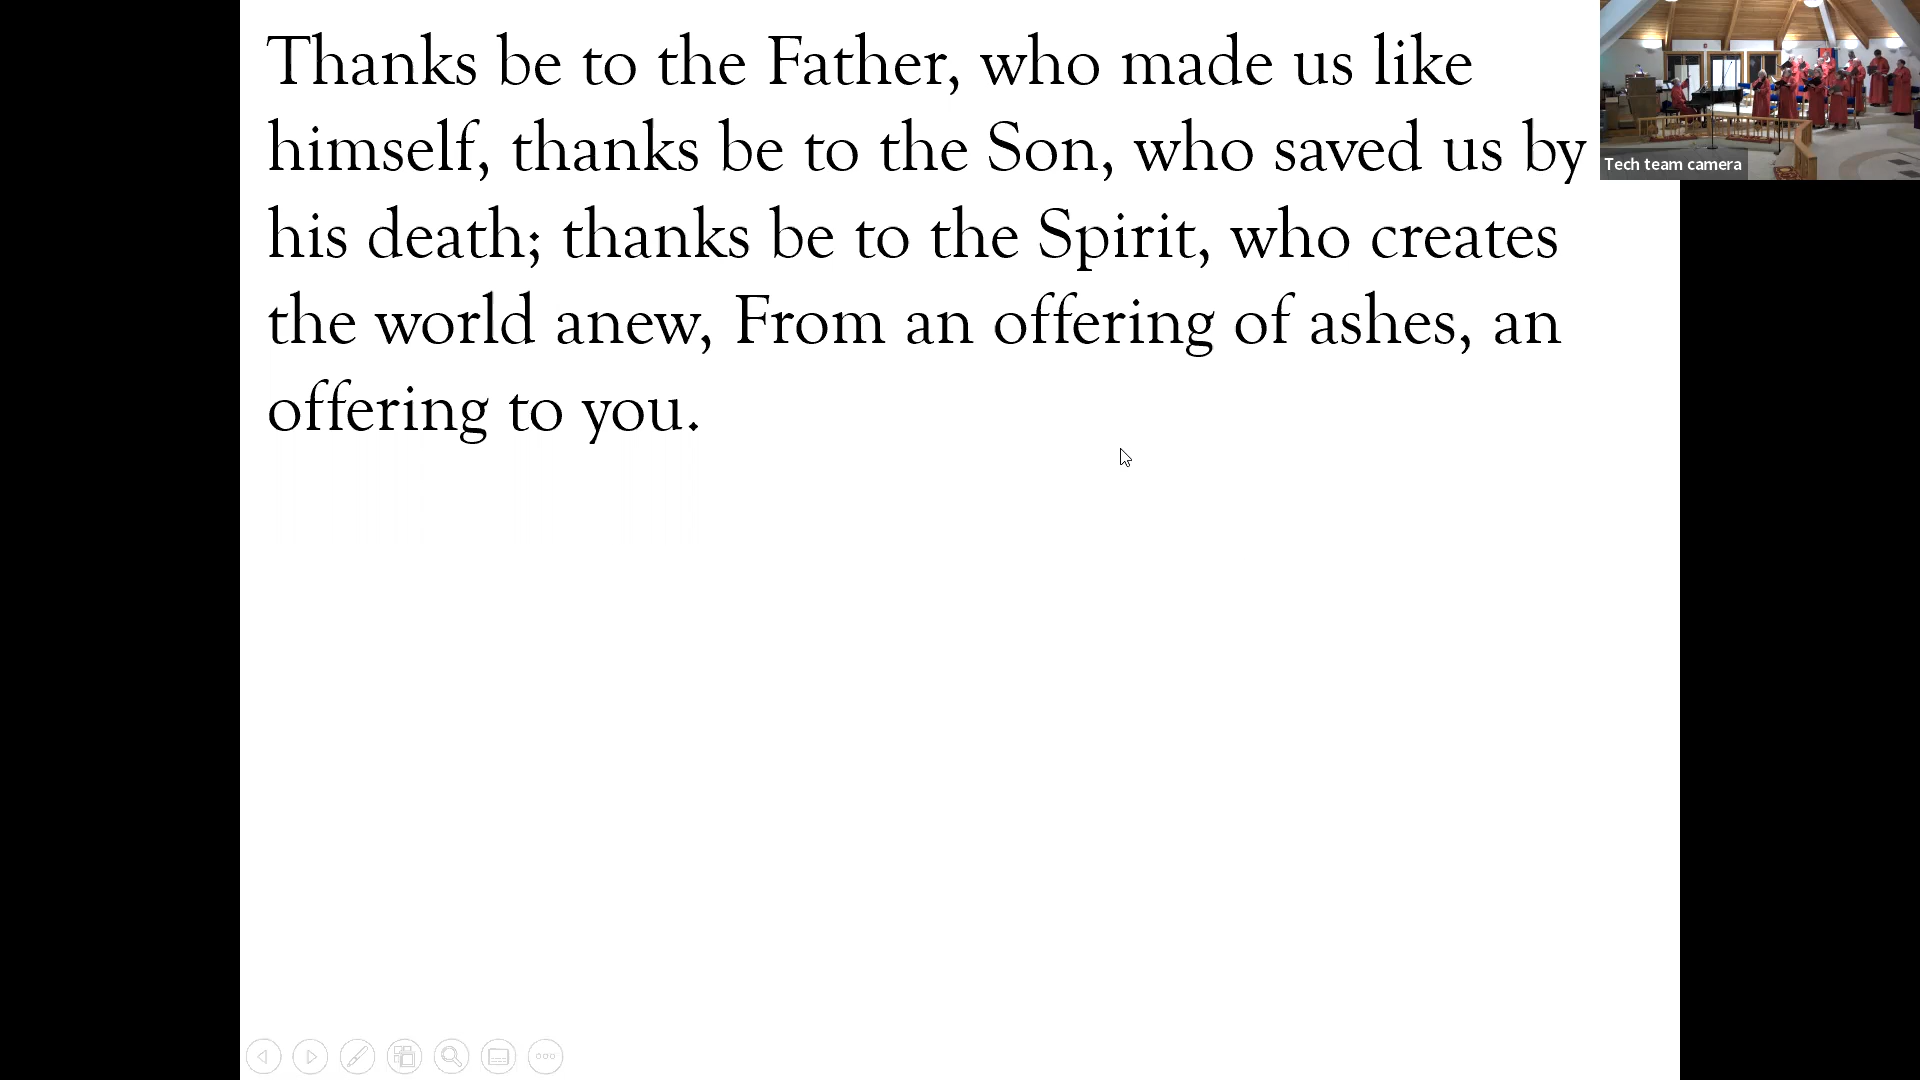 Thanks be to the Father, who made us like
himself, thanks be to the Son, who saved us by
his death; thanks be to the Spirit, who creates
the world anew, From an offering of ashes, an
offering to you.
Tech team camera